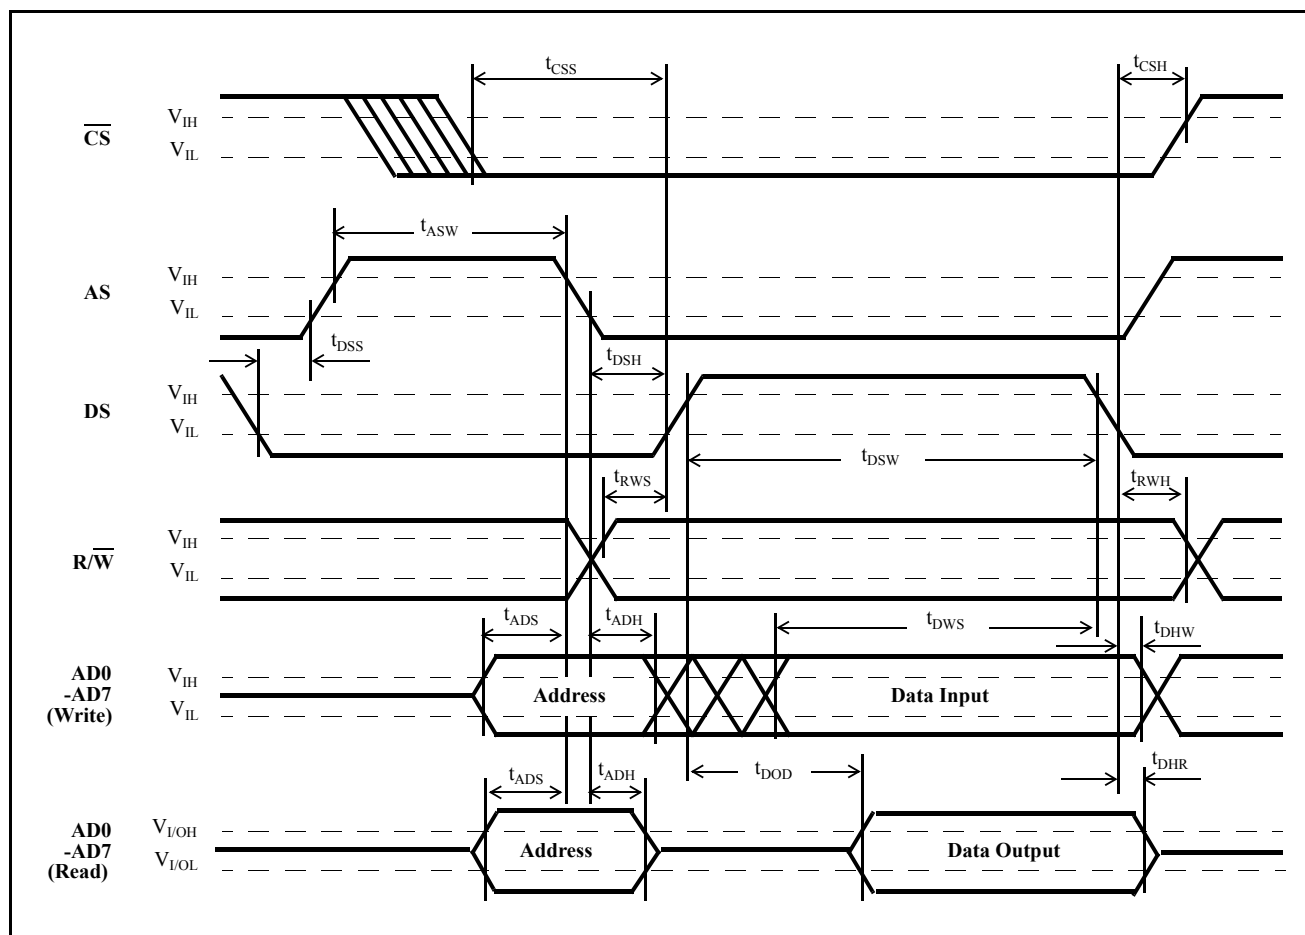 tCSS
tCSH
CS
VIH
VIL
tASW
AS
VIH
VIL
tDSS
tDSH
DS
VIH
VIL
tDSW
tRWS
tRWH
R/W
VIH
VIL
tADS
tADH
tDWS
tDHW
AD0
-AD7
(Write)
VIH
VIL
Address
Data Input
tADS
tADH
tDOD
tDHR
AD0
-AD7
(Read)
VI/OH
VI/OL
Address
Data Output